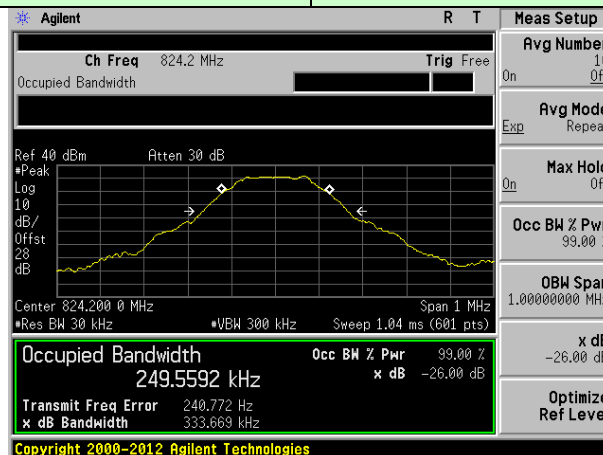 Agilent R T
Meas Setup
Ch Freq 824.2 MHz Trig Free
Occupied Bandwidth
Ref 40 dBm Atten 30 dB
#Peak
Log
10
dB/
Offst
28
dB
Center 824.200 0 MHz Span 1 MHz
#Res BW 30 kHz #VBW 300 kHz Sweep 1.04 ms (601 pts)
Occupied Bandwidth Occ BW % Pwr 99.00 %
249.5592 kHz x dB -26.00 dB
Transmit Freq Error 240.772 Hz
x dB Bandwidth 333.669 kHz
Copyright 2000-2012 Agilent Technologies
Avg Number
On
Avg Mode
Exp Repea
Max Hold
On
Occ BW % Pwr
99.00
OBW Span
1.00000000 MH
x dB
-26.00 dB
Optimize
Ref Level